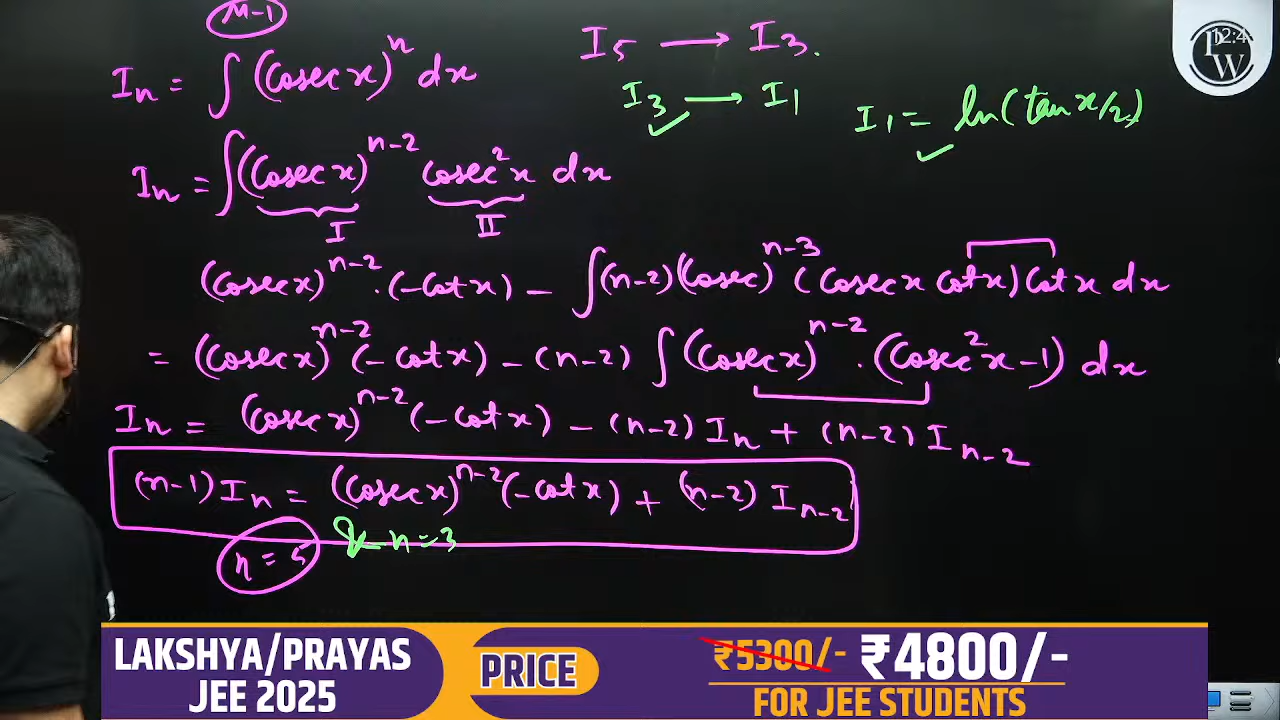 M-1
I₅ → I₃.
Iₙ = ∫ (Cosec x)ⁿ dx
I₃ → I₁
I₁ = ln(tan x/2)
Iₙ = ∫ (Cosec x)ⁿ⁻² Cosec² x dx
I II
(Cosec x)ⁿ⁻² · (-Cot x) - ∫ (n-2) (Cosec)ⁿ⁻³ (Cosec x Cot x) Cot x dx
= (Cosec x)ⁿ⁻² (-Cot x) - (n-2) ∫ (Cosec x)ⁿ⁻² · (Cosec² x - 1) dx
Iₙ = (Cosec x)ⁿ⁻² (-Cot x) - (n-2) Iₙ + (n-2) Iₙ₋₂
(n-1) Iₙ = (Cosec x)ⁿ⁻² (-Cot x) + (n-2) Iₙ₋₂
n = 5 & n = 3
PW
LAKSHYA/PRAYAS
JEE 2025
PRICE
₹5300/- ₹4800/-
FOR JEE STUDENTS